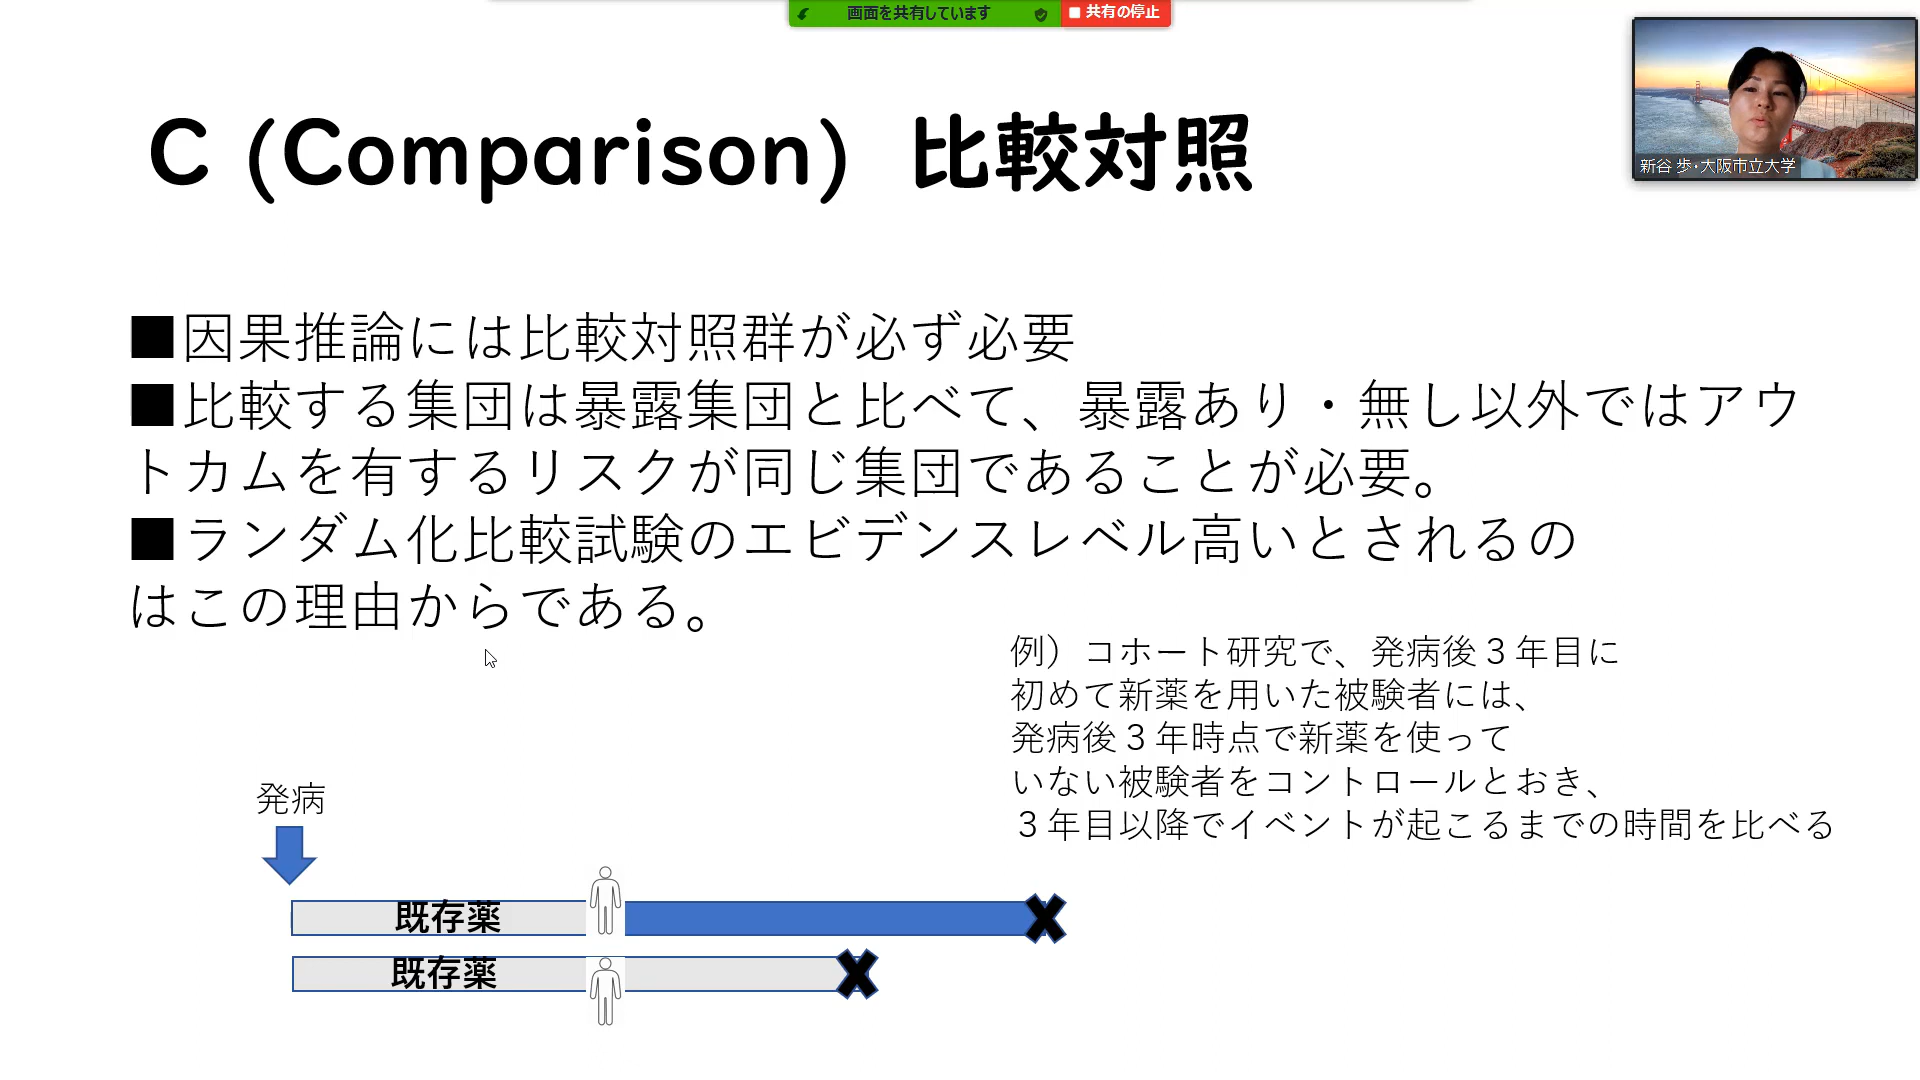 画面を共有しています
共有の停止
C (Comparison) 比較対照
新谷 歩・大阪市立大学
■因果推論には比較対照群が必ず必要
■比較する集団は暴露集団と比べて、暴露あり・無し以外ではアウ
トカムを有するリスクが同じ集団であることが必要。
■ランダム化比較試験のエビデンスレベル高いとされるの
はこの理由からである。
例）コホート研究で、発病後３年目に
初めて新薬を用いた被験者には、
発病後３年時点で新薬を使って
いない被験者をコントロールとおき、
３年目以降でイベントが起こるまでの時間を比べる
発病
既存薬
既存薬